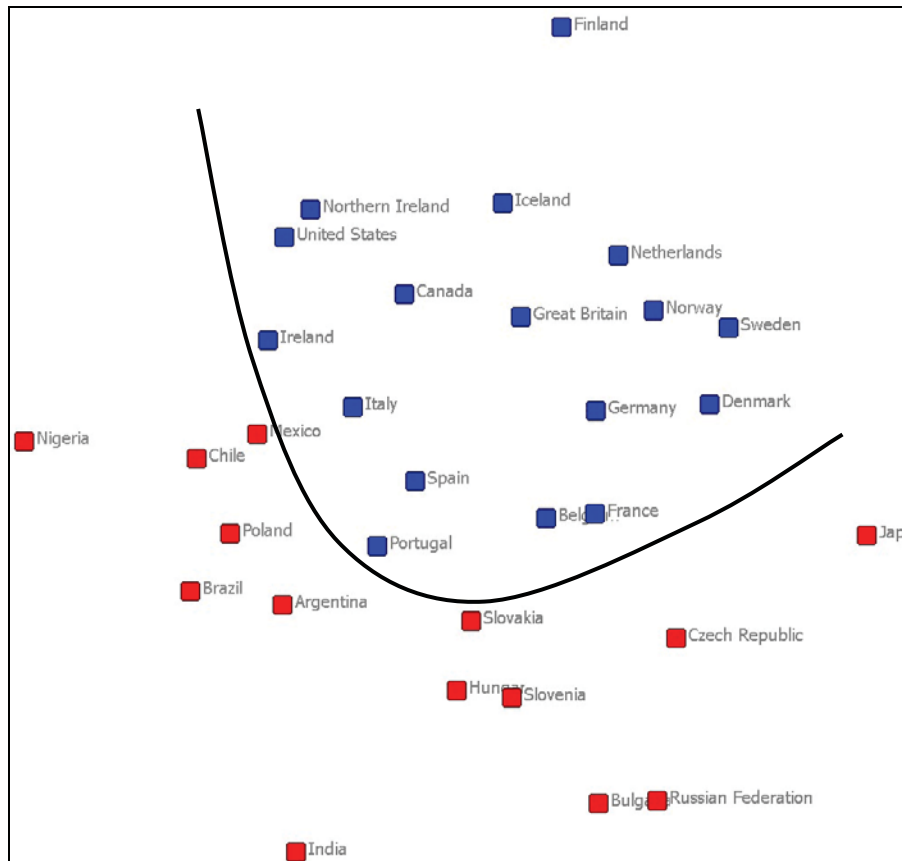 Finland
Iceland
Northern Ireland
United States
Netherlands
Canada
Norway
Great Britain
Sweden
Ireland
Denmark
Italy
Germany
Mexico
Nigeria
Chile
Spain
France
Poland
Portugal
Brazil
Argentina
Slovakia
Czech Republic
Slovenia
Russian Federation
India